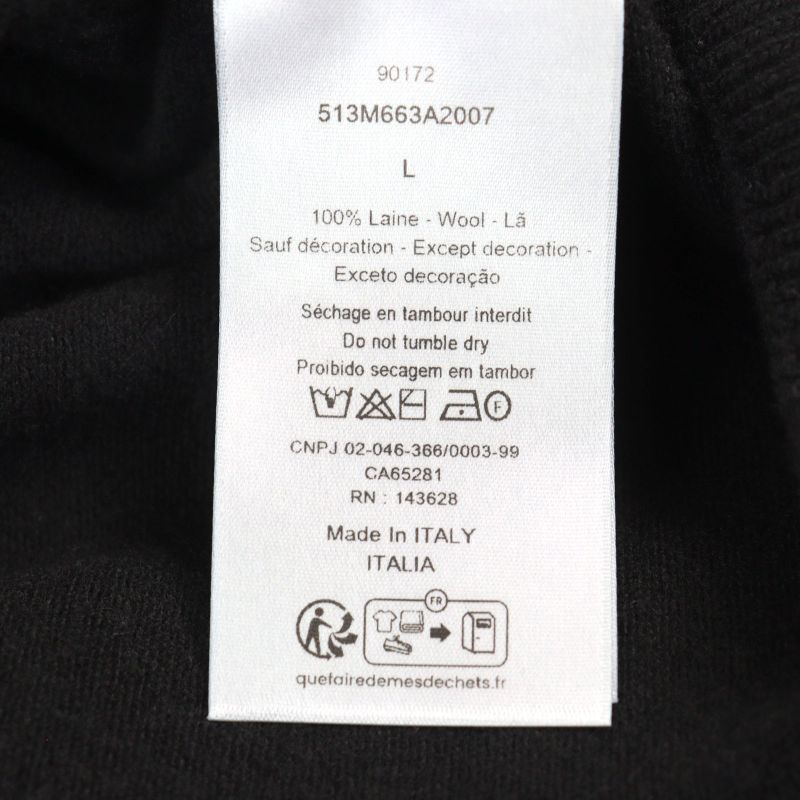 90172
513M663A2007
L
100% Laine - Wool - Lã
Sauf décoration - Except decoration -
Exceto decoração
Séchage en tambour interdit
Do not tumble dry
Proibido secagem em tambor
F
CNPJ 02-046-366/0003-99
CA65281
RN : 143628
Made In ITALY
ITALIA
FR
quefairedemesdechets.fr